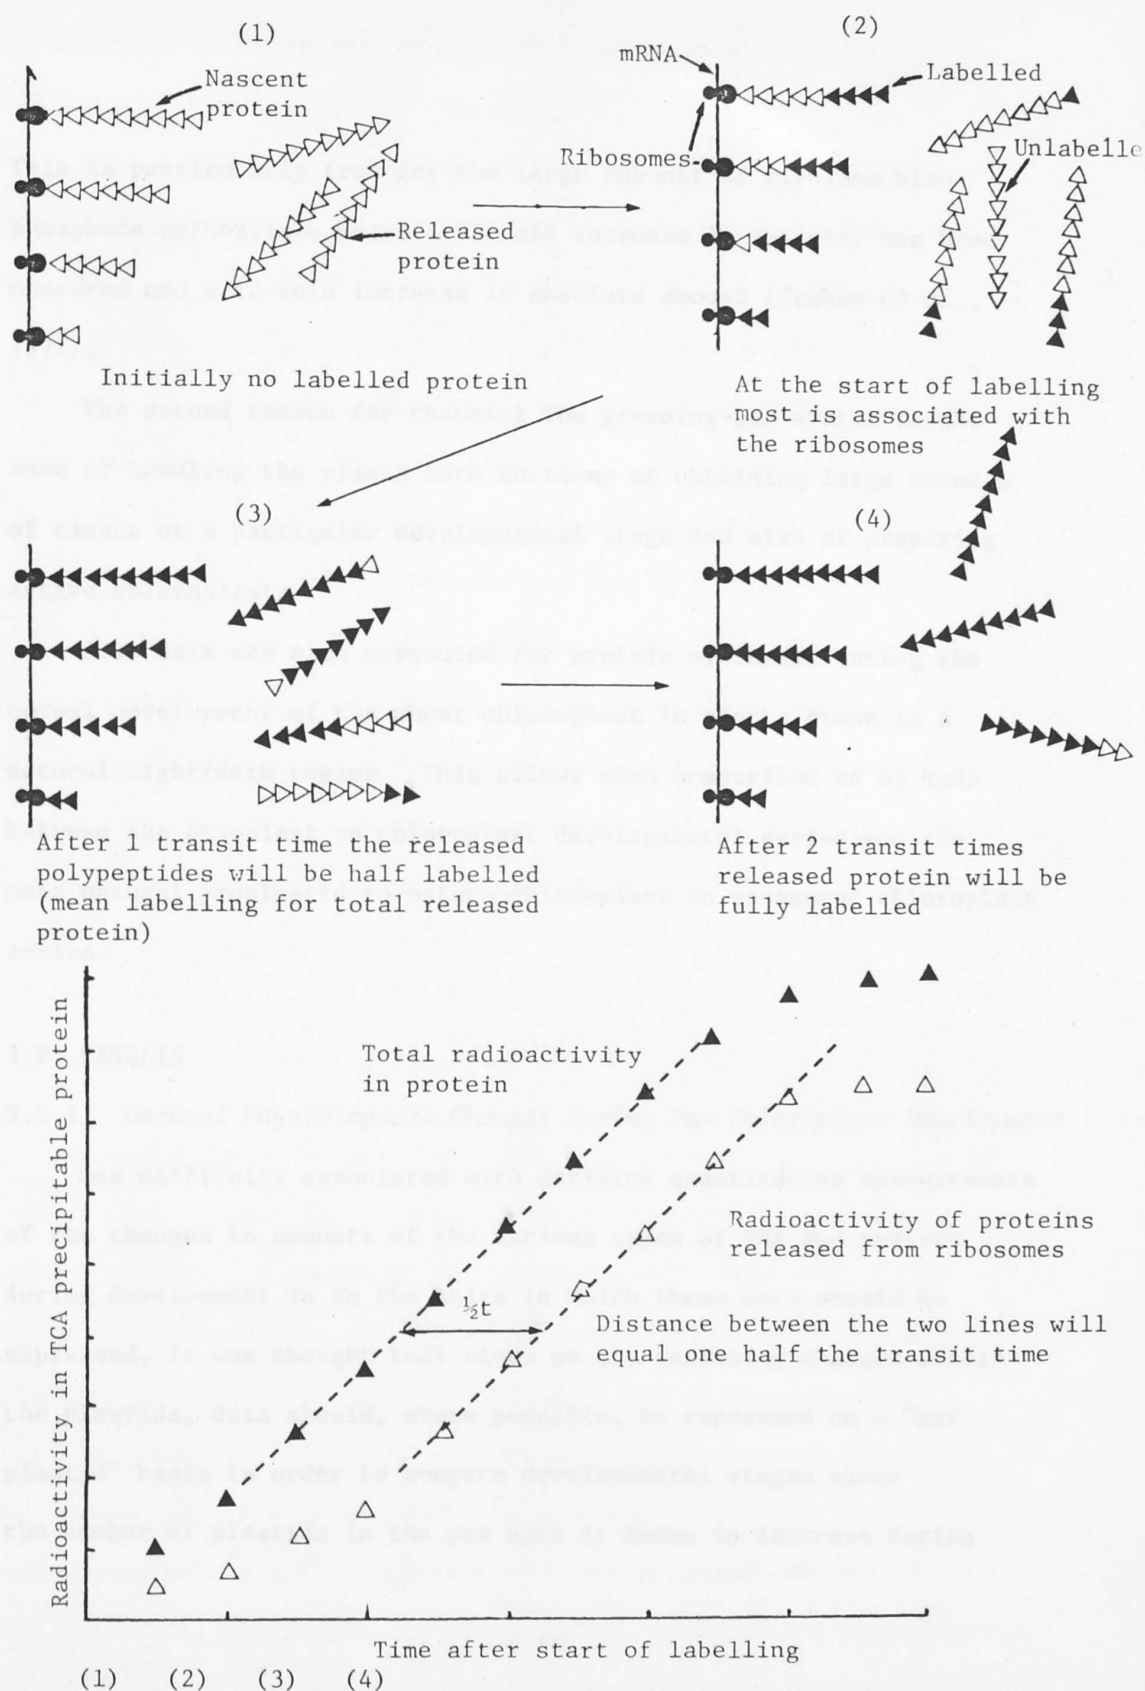 (1)
Nascent
protein
Released
protein
Initially no labelled protein
(2)
mRNA
Labelled
Ribosomes
Unlabelle
At the start of labelling
most is associated with
the ribosomes
(3)
After 1 transit time the released
polypeptides will be half labelled
(mean labelling for total released
protein)
(4)
After 2 transit times
released protein will be
fully labelled
Radioactivity in TCA precipitable protein
Total radioactivity
in protein
Radioactivity of proteins
released from ribosomes
½t
Distance between the two lines will
equal one half the transit time
Time after start of labelling
(1) (2) (3) (4)